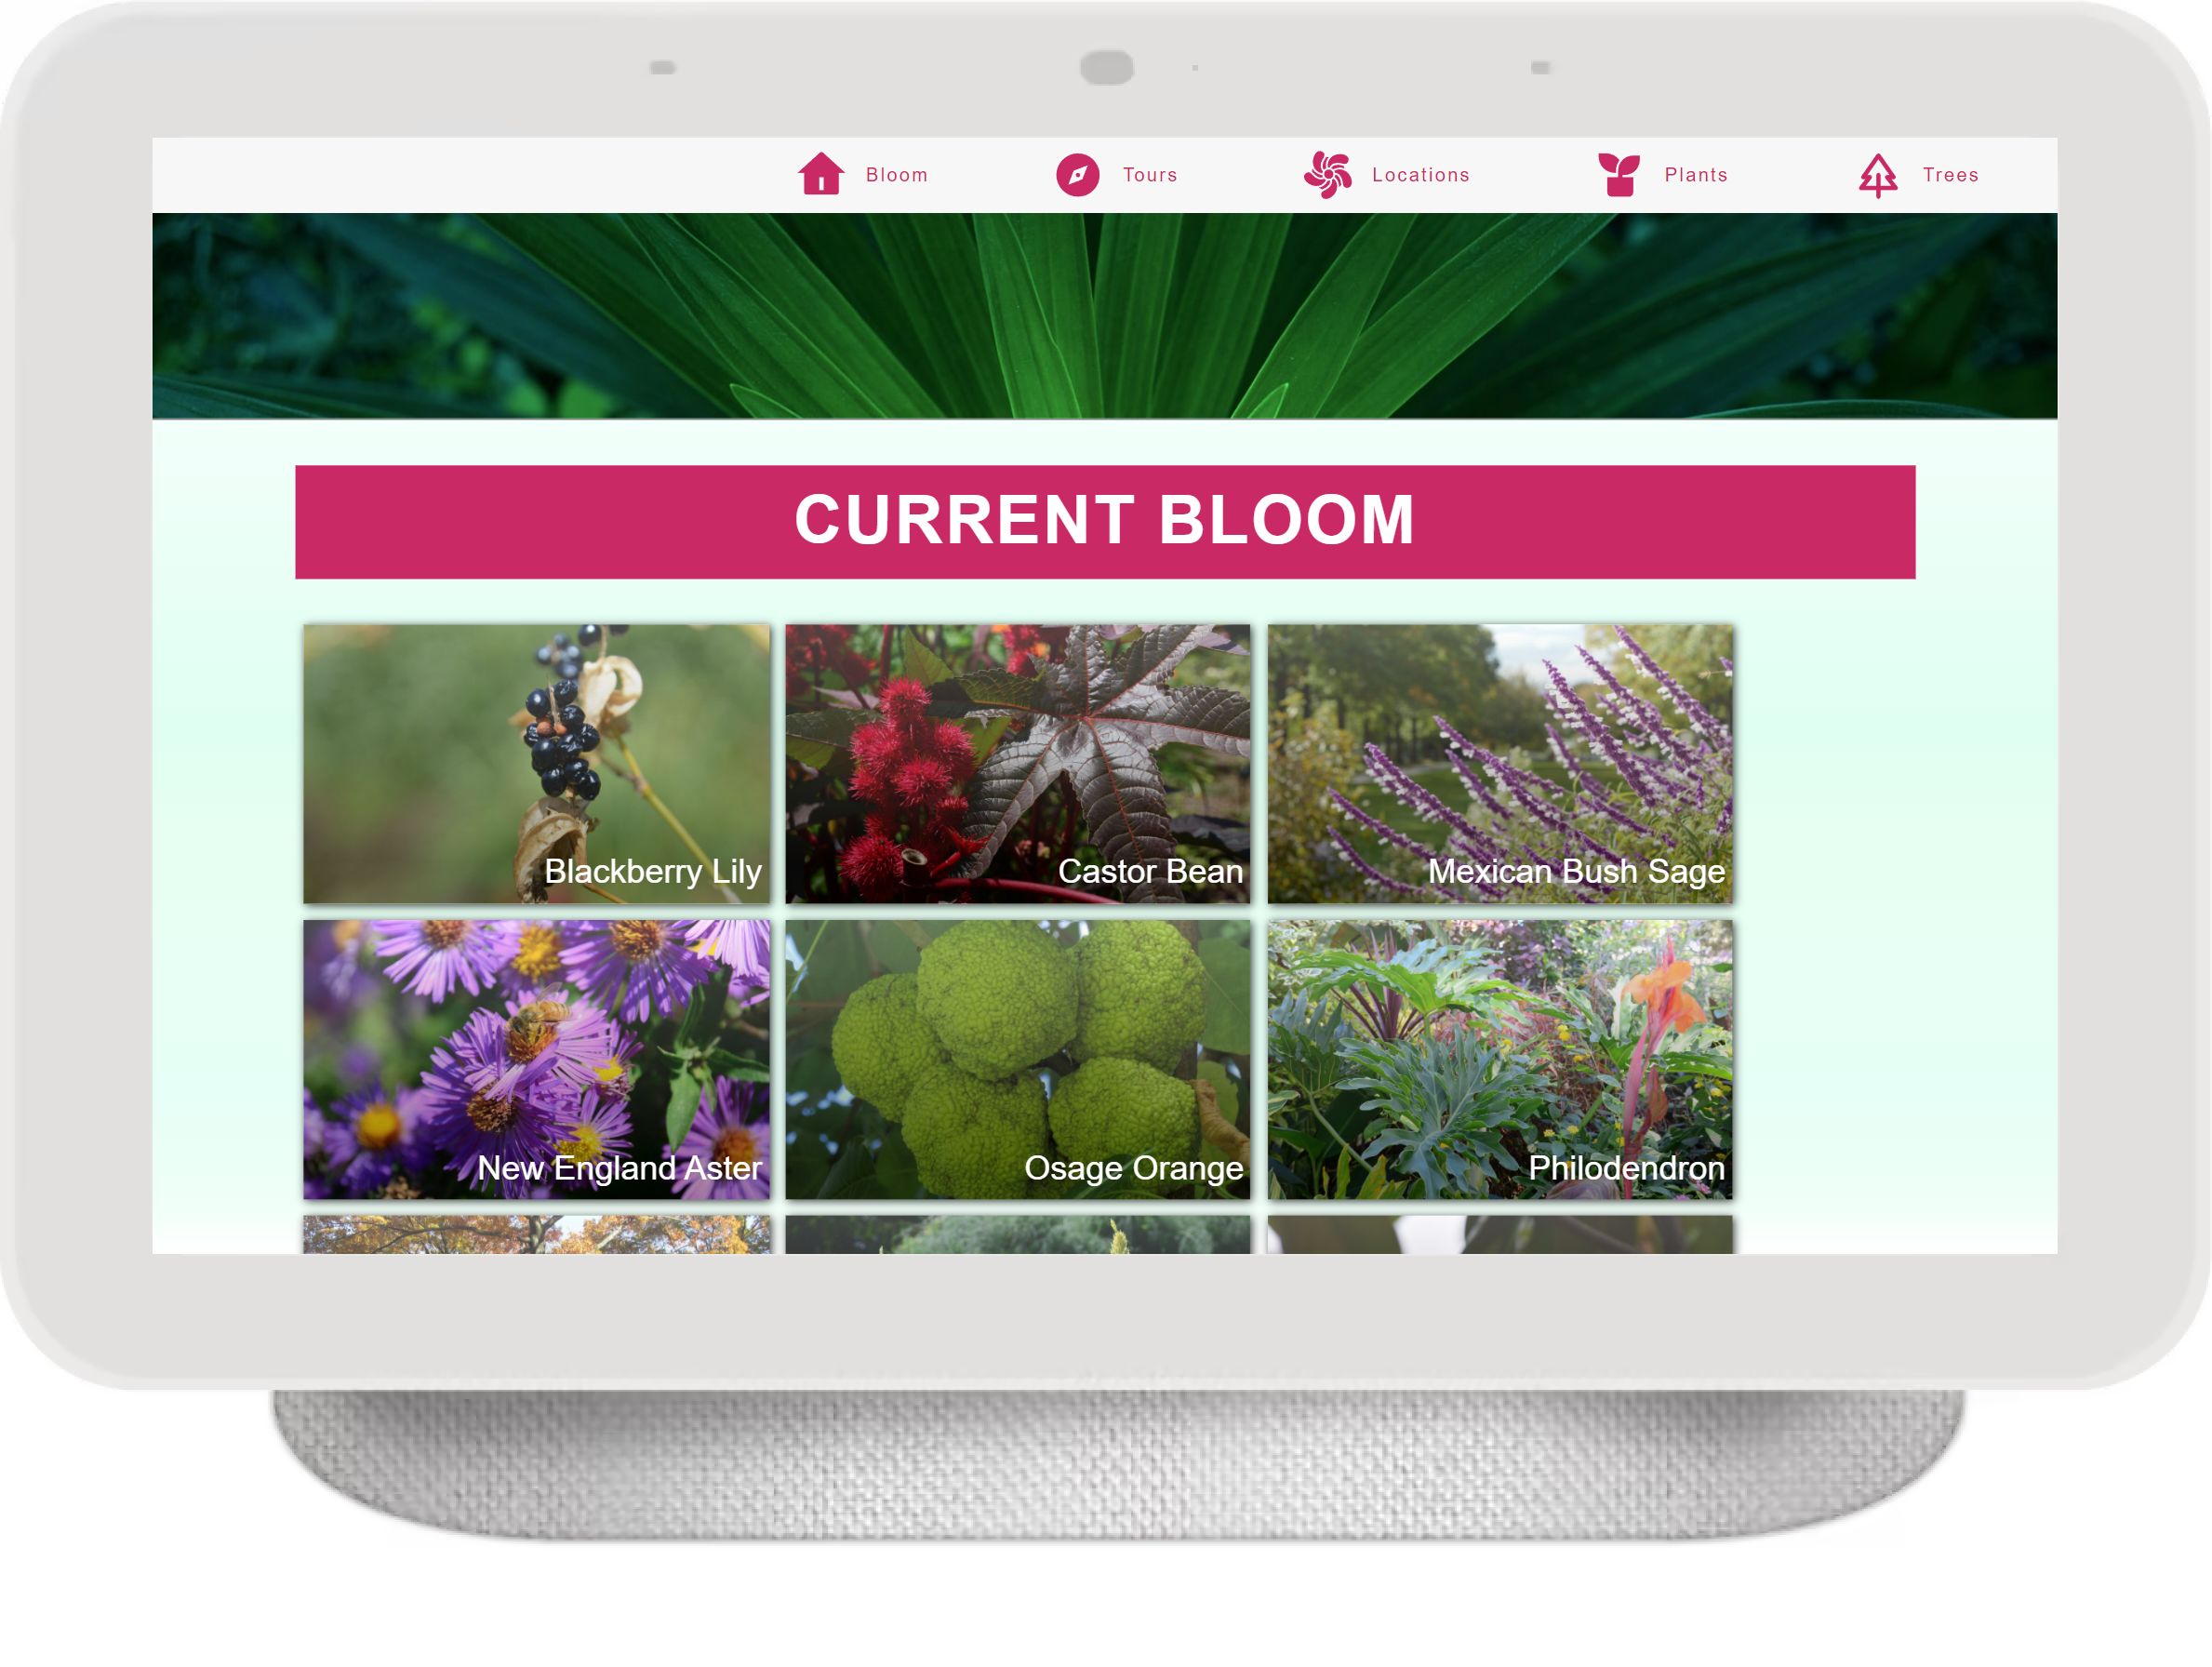 Bloom Tours Locations Plants Trees
CURRENT BLOOM
Blackberry Lily
Castor Bean
Mexican Bush Sage
New England Aster
Osage Orange
Philodendron